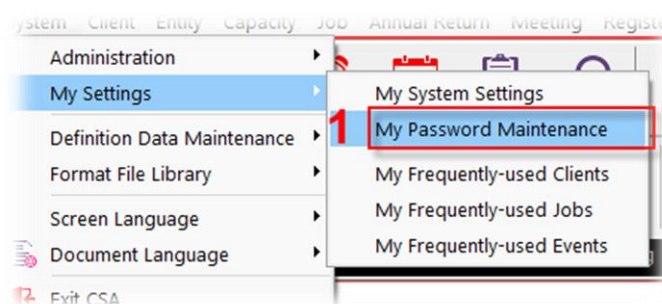 System Client Entity Capacity Job Annual Return Meeting
Administration
My Settings
Definition Data Maintenance
Format File Library
Screen Language
Document Language
Exit CSA
1
My System Settings
My Password Maintenance
My Frequently-used Clients
My Frequently-used Jobs
My Frequently-used Events